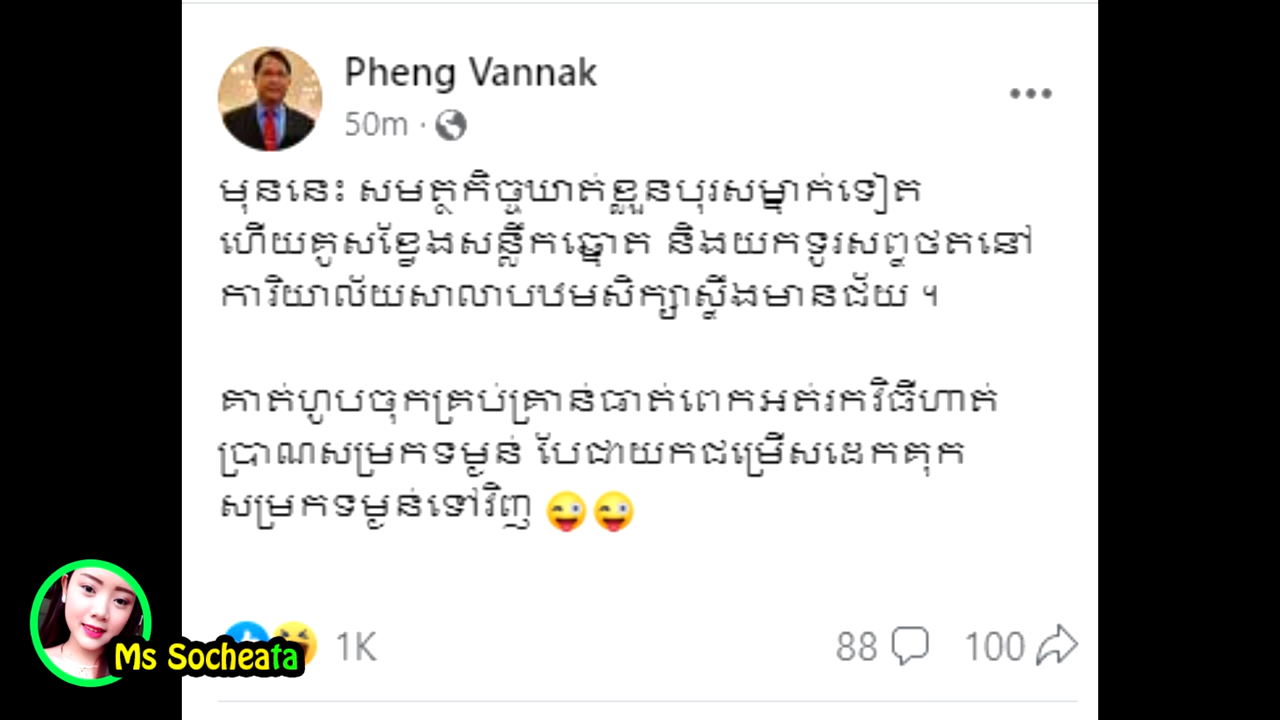 Pheng Vannak
50m ·
មុននេះ សមត្ថកិច្ចឃាត់ខ្លួនបុរសម្នាក់ទៀត
ហើយគូសខ្វែងសន្លឹកឆ្នោត និងយកទូរសព្ទថតនៅ
ការិយាល័យសាលាបឋមសិក្សាស្ទឹងមានជ័យ ។
គាត់ហូបចុកគ្រប់គ្រាន់ធាត់ពេកអត់រកវិធីហាត់
ប្រាណសម្រកទម្ងន់ បែជាយកជម្រើសដេកគុក
សម្រកទម្ងន់ទៅវិញ 😜😜
1K 88 100
Ms Socheata